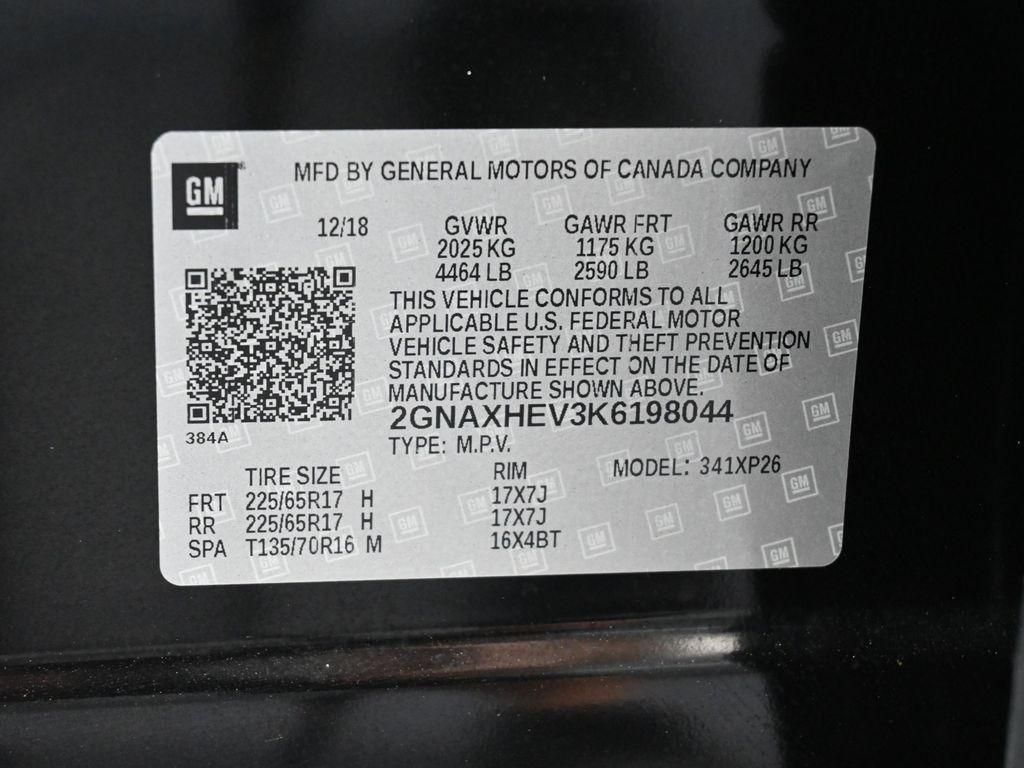 GM
MFD BY GENERAL MOTORS OF CANADA COMPANY
12/18 GVWR GAWR FRT GAWR RR
2025 KG 1175 KG 1200 KG
4464 LB 2590 LB 2645 LB
THIS VEHICLE CONFORMS TO ALL
APPLICABLE U.S. FEDERAL MOTOR
VEHICLE SAFETY AND THEFT PREVENTION
STANDARDS IN EFFECT ON THE DATE OF
MANUFACTURE SHOWN ABOVE.
2GNAXHEV3K6198044
384A
TYPE: M.P.V.
TIRE SIZE RIM MODEL: 341XP26
FRT 225/65R17 H 17X7J
RR 225/65R17 H 17X7J
SPA T135/70R16 M 16X4BT